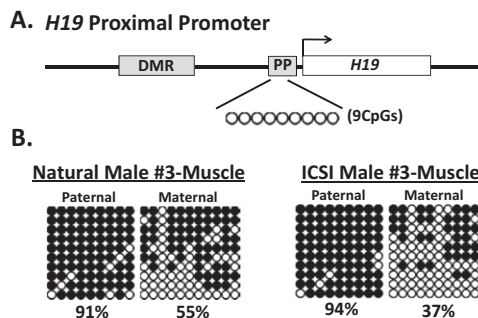 A. H19 Proximal Promoter
DMR PP H19
(9CpGs)
B.
Natural Male #3-Muscle ICSI Male #3-Muscle
Paternal Maternal Paternal Maternal
91% 55% 94% 37%